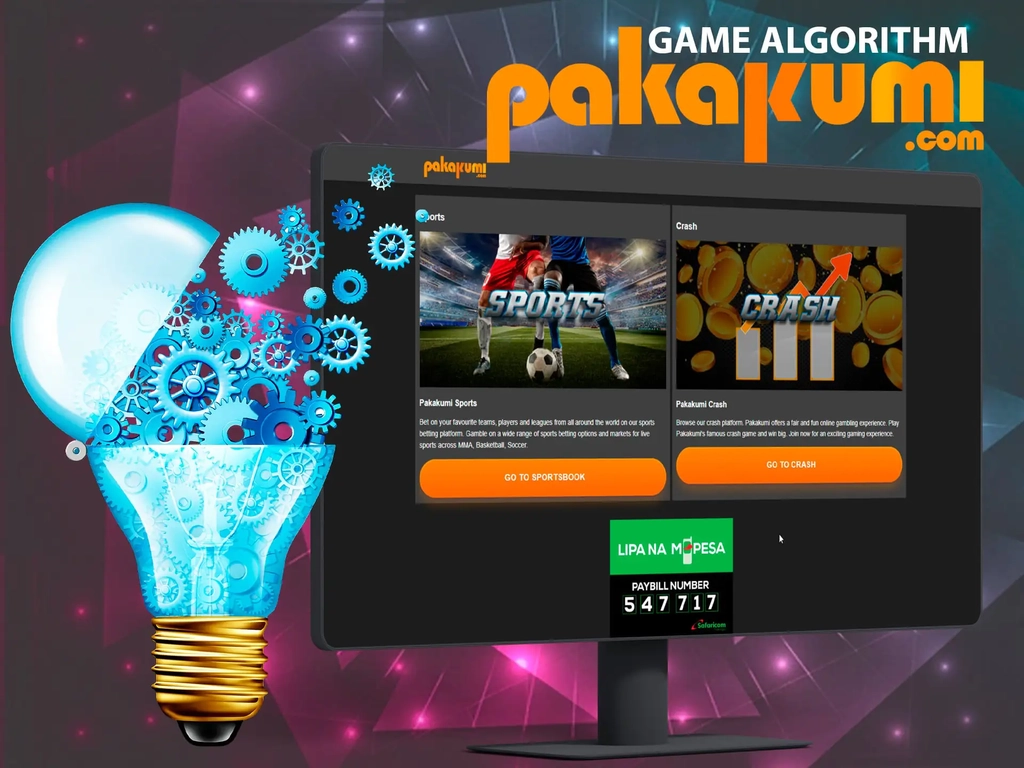 GAME ALGORITHM
pakakumi
.com
pakakumi
.com
Sports
SPORTS
Pakakumi Sports
Bet on your favourite teams, players and leagues from all around the world on our sports
betting platform. Gamble on a wide range of sports betting options and markets for live
sports across MMA, Basketball, Soccer.
GO TO SPORTSBOOK
Crash
CRASH
Pakakumi Crash
Browse our crash platform. Pakakumi offers a fair and fun online gambling experience. Play
Pakakumi's famous crash game and win big. Join now for an exciting gaming experience.
GO TO CRASH
LIPA NA M-PESA
PAYBILL NUMBER
547717
Safaricom